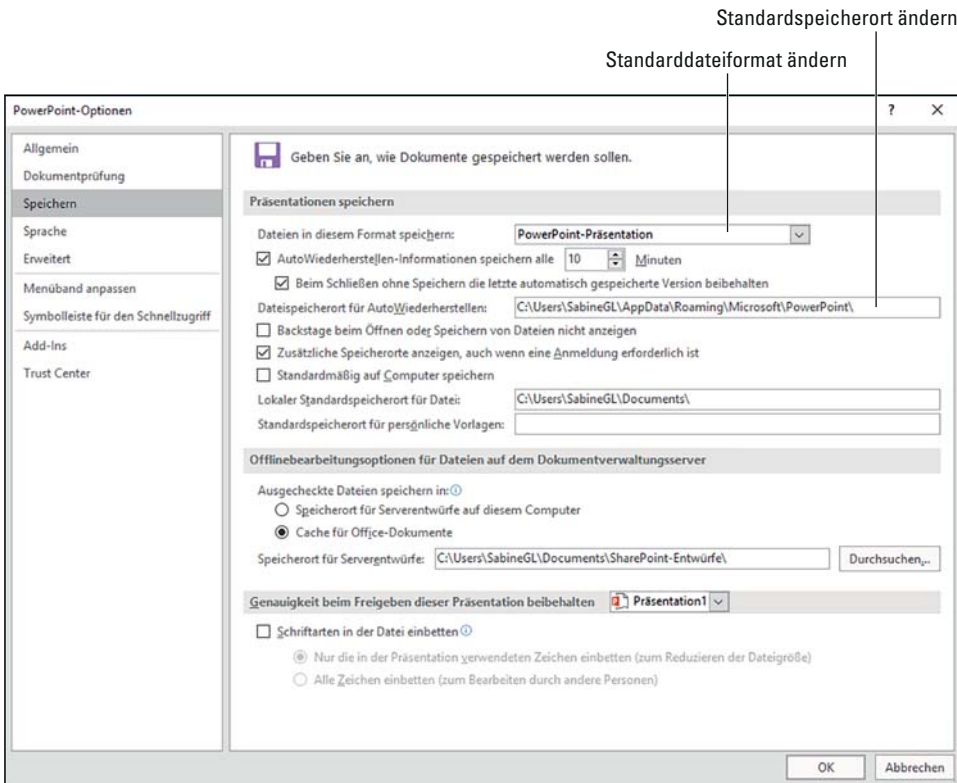 Standardspeicherort ändern
Standarddateiformat ändern
PowerPoint-Optionen
Allgemein
Dokumentprüfung
Speichern
Sprache
Erweitert
Menüband anpassen
Symbolleiste für den Schnellzugriff
Add-Ins
Trust Center
Geben Sie an, wie Dokumente gespeichert werden sollen.
Präsentationen speichern
Dateien in diesem Format speichern: PowerPoint-Präsentation
AutoWiederherstellen-Informationen speichern alle 10 Minuten
Beim Schließen ohne Speichern die letzte automatisch gespeicherte Version beibehalten
Dateispeicherort für AutoWiederherstellen: C:\Users\SabineGL\AppData\Roaming\Microsoft\PowerPoint\
Backstage beim Öffnen oder Speichern von Dateien nicht anzeigen
Zusätzliche Speicherorte anzeigen, auch wenn eine Anmeldung erforderlich ist
Standardmäßig auf Computer speichern
Lokaler Standardspeicherort für Datei: C:\Users\SabineGL\Documents\
Standardspeicherort für persönliche Vorlagen:
Offlinebearbeitungsoptionen für Dateien auf dem Dokumentverwaltungsserver
Ausgecheckte Dateien speichern in:
Speicherort für Serverentwürfe auf diesem Computer
Cache für Office-Dokumente
Speicherort für Serverentwürfe: C:\Users\SabineGL\Documents\SharePoint-Entwürfe\ Durchsuchen...
Genauigkeit beim Freigeben dieser Präsentation beibehalten Präsentation1
Schriftarten in der Datei einbetten
Nur die in der Präsentation verwendeten Zeichen einbetten (zum Reduzieren der Dateigröße)
Alle Zeichen einbetten (zum Bearbeiten durch andere Personen)
OK Abbrechen